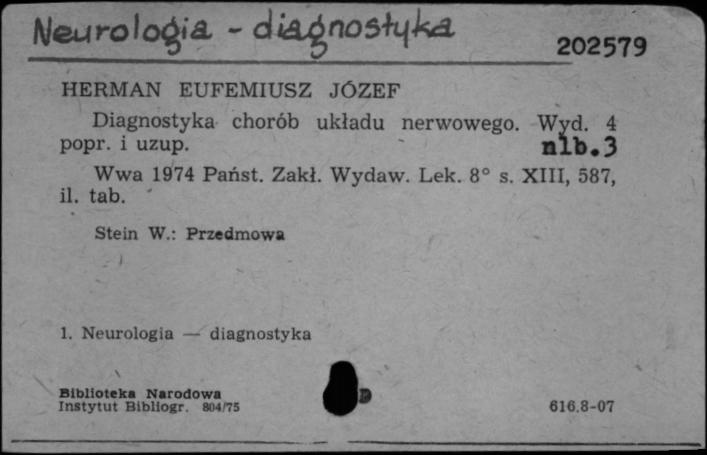 Neurologia - diagnostyka
202579
HERMAN EUFEMIUSZ JÓZEF
Diagnostyka chorób układu nerwowego. Wyd. 4
popr. i uzup. nlb.3
Wwa 1974 Państ. Zakł. Wydaw. Lek. 8° s. XIII, 587,
il. tab.
Stein W.: Przedmowa
1. Neurologia — diagnostyka
Biblioteka Narodowa
Instytut Bibliogr. 804/75
D
616.8-07